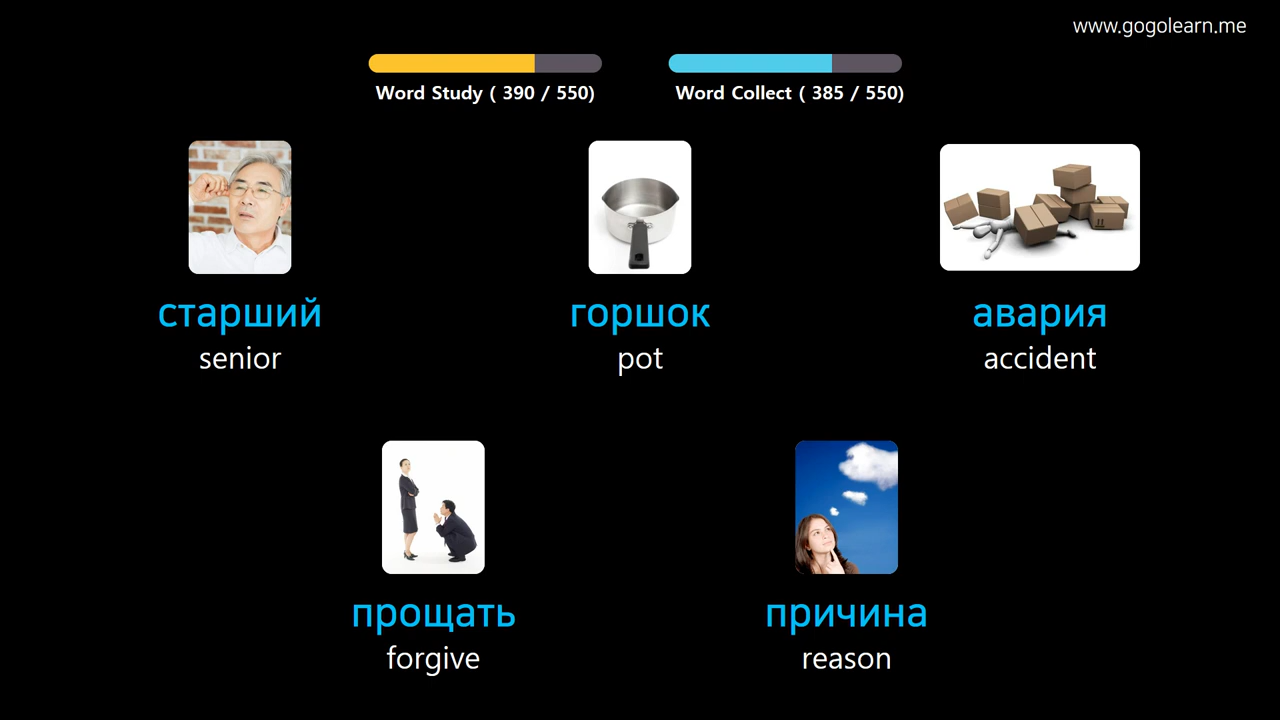 www.gogolearn.me
Word Study ( 390 / 550)
Word Collect ( 385 / 550)
старший
senior
горшок
pot
авария
accident
прощать
forgive
причина
reason